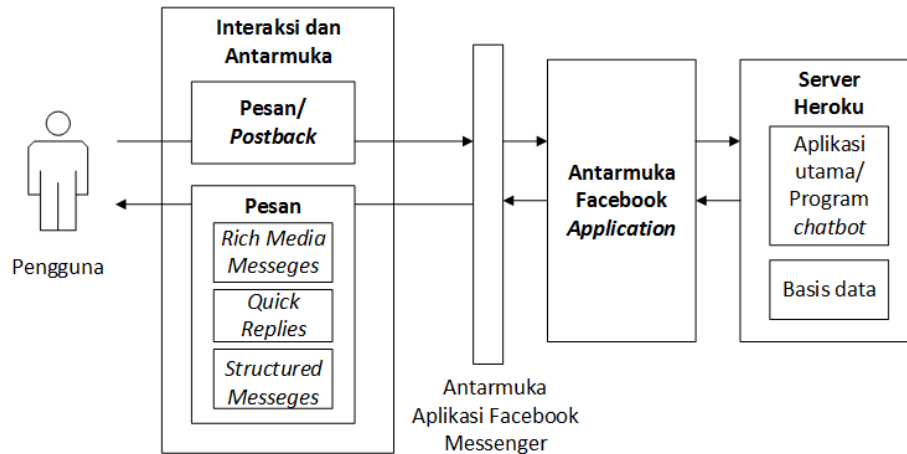 Interaksi dan
Antarmuka
Pesan/
Postback
Pesan
Rich Media
Messeges
Quick
Replies
Structured
Messeges
Pengguna
Antarmuka
Aplikasi Facebook
Messenger
Antarmuka
Facebook
Application
Server
Heroku
Aplikasi
utama/
Program
chatbot
Basis data